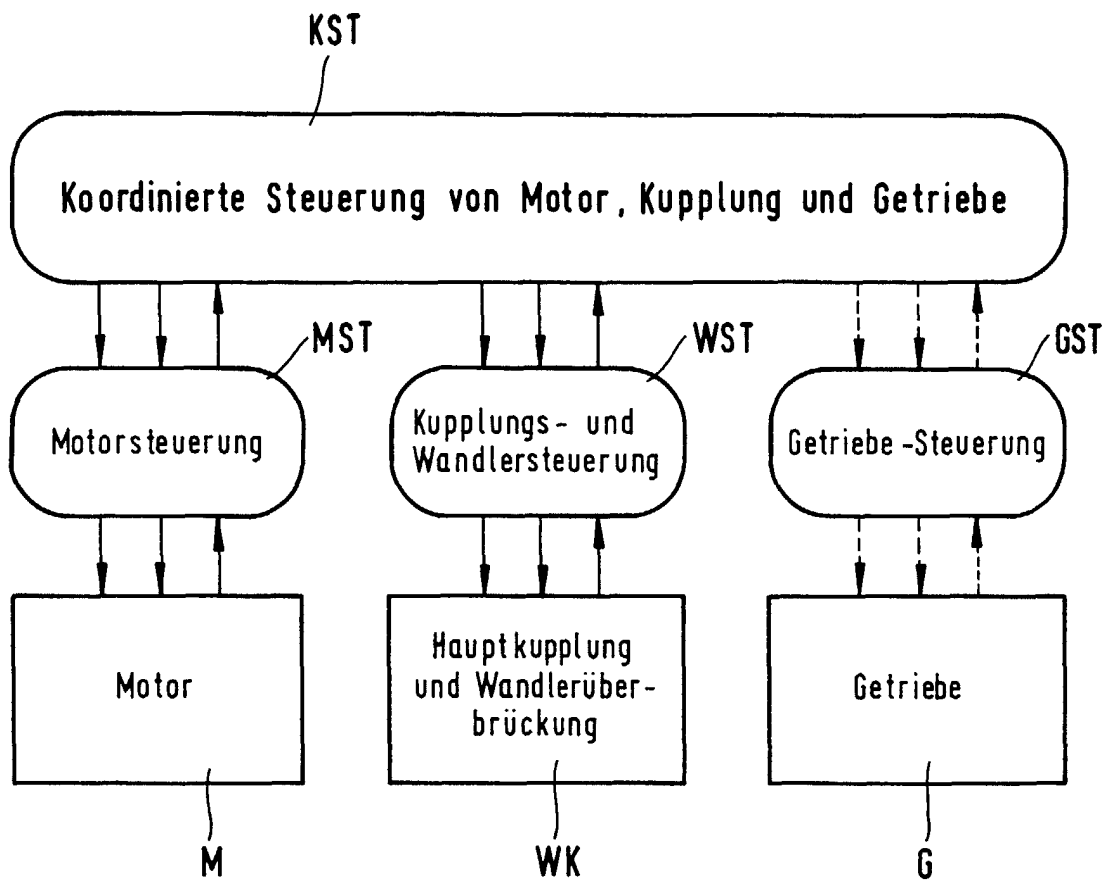 KST
Koordinierte Steuerung von Motor, Kupplung und Getriebe
MST
WST
GST
Motorsteuerung
Kupplungs- und
Wandlersteuerung
Getriebe-Steuerung
Motor
Hauptkupplung
und Wandlerüber-
brückung
Getriebe
M
WK
G